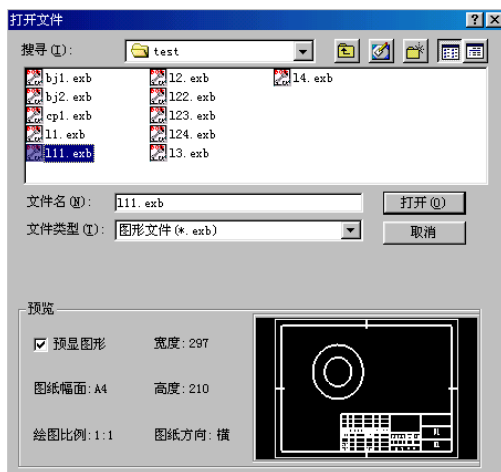 打开文件
搜寻(I): test
bj1.exb l2.exb l4.exb
bj2.exb l22.exb
cp1.exb l23.exb
l1.exb l24.exb
l11.exb l3.exb
文件名(N): l11.exb 打开(O)
文件类型(T): 图形文件(*.exb) 取消
预览
预显图形 宽度:297
图纸幅面:A4 高度:210
绘图比例:1:1 图纸方向:横